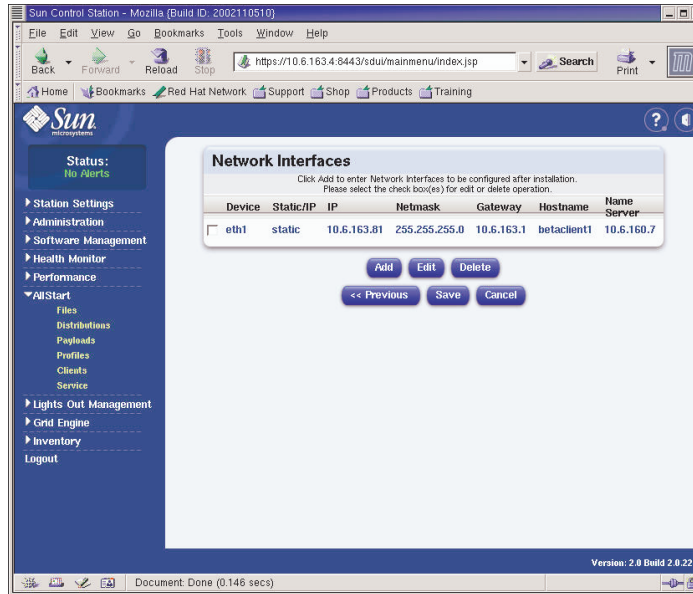 Sun Control Station - Mozilla {Build ID: 2002110510}
File Edit View Go Bookmarks Tools Window Help
Back Forward Reload Stop https://10.6.163.4:8443/sdui/mainmenu/index.jsp Search Print
Home Bookmarks Red Hat Network Support Shop Products Training
Sun
microsystems
?
Status:
No Alerts
Station Settings
Administration
Software Management
Health Monitor
Performance
AllStart
Files
Distributions
Payloads
Profiles
Clients
Service
Lights Out Management
Grid Engine
Inventory
Logout
Network Interfaces
Click Add to enter Network Interfaces to be configured after installation.
Please select the check box(es) for edit or delete operation.
Device Static/IP IP Netmask Gateway Hostname Name Server
eth1 static 10.6.163.81 255.255.255.0 10.6.163.1 betaclient1 10.6.160.7
Add Edit Delete
<< Previous Save Cancel
Version: 2.0 Build 2.0.22
Document: Done (0.146 secs)